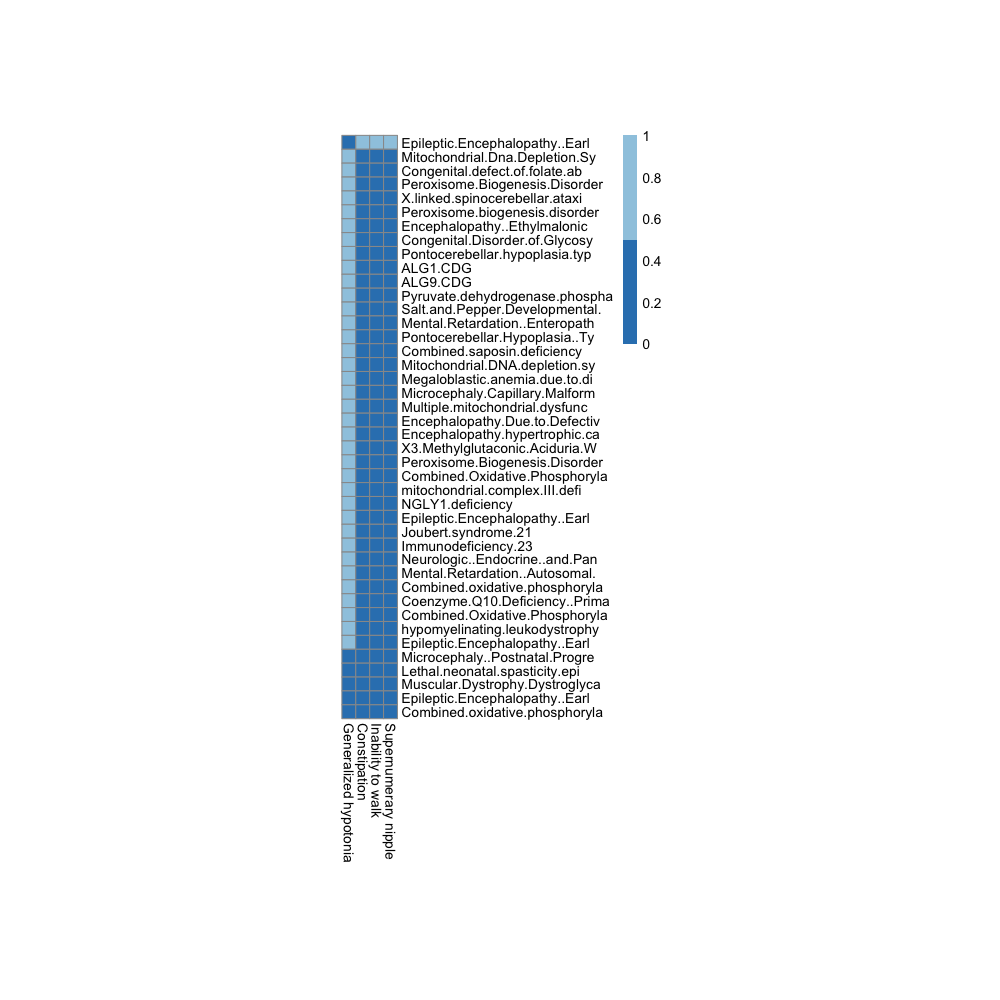 Epileptic.Encephalopathy..Earl
Mitochondrial.Dna.Depletion.Sy
Congenital.defect.of.folate.ab
Peroxisome.Biogenesis.Disorder
X.linked.spinocerebellar.ataxi
Peroxisome.biogenesis.disorder
Encephalopathy..Ethylmalonic
Congenital.Disorder.of.Glycosy
Pontocerebellar.hypoplasia.typ
ALG1.CDG
ALG9.CDG
Pyruvate.dehydrogenase.phospha
Salt.and.Pepper.Developmental.
Mental.Retardation..Enteropath
Pontocerebellar.Hypoplasia..Ty
Combined.saposin.deficiency
Mitochondrial.DNA.depletion.sy
Megaloblastic.anemia.due.to.di
Microcephaly.Capillary.Malform
Multiple.mitochondrial.dysfunc
Encephalopathy.Due.to.Defectiv
Encephalopathy.hypertrophic.ca
X3.Methylglutaconic.Aciduria.W
Peroxisome.Biogenesis.Disorder
Combined.Oxidative.Phosphoryla
mitochondrial.complex.III.defi
NGLY1.deficiency
Epileptic.Encephalopathy..Earl
Joubert.syndrome.21
Immunodeficiency.23
Neurologic..Endocrine..and.Pan
Mental.Retardation..Autosomal.
Combined.oxidative.phosphoryla
Coenzyme.Q10.Deficiency..Prima
Combined.Oxidative.Phosphoryla
hypomyelinating.leukodystrophy
Epileptic.Encephalopathy..Earl
Microcephaly..Postnatal.Progre
Lethal.neonatal.spasticity.epi
Muscular.Dystrophy.Dystroglyca
Epileptic.Encephalopathy..Earl
Combined.oxidative.phosphoryla
1
0.8
0.6
0.4
0.2
0
Generalized hypotonia
Constipation
Inability to walk
Supernumerary nipple